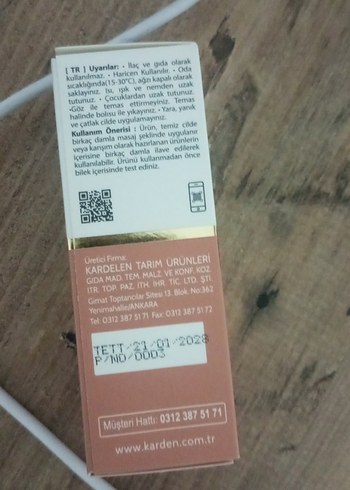 [ TR ] Uyarılar: • İlaç ve gıda olarak
kullanılmaz. • Haricen Kullanılır. • Oda
sıcaklığında(15-30°C), ağzı kapalı olarak
saklayınız. Isı, ışık ve nemden uzak
tutunuz. • Çocuklardan uzak tutunuz.
•Göz ile temas ettirmeyiniz. Temas
halinde bolsu ile yıkayınız. • Yara, yanık
ve çatlak cilde uygulamayınız.
Kullanım Önerisi : Ürün, temiz cilde
birkaç damla masaj şeklinde uygulanır
veya karışım olarak hazırlanan ürünlerin
içerisine birkaç damla ilave edilerek
kullanılabilir. Ürünü kullanmadan önce
bilek içerisinde test ediniz.
Üretici Firma
KARDELEN TARIM ÜRÜNLERİ
GIDA MAD. TEM. MALZ. VE KONF. KOZ.
ITR. TOP. PAZ. İTH. İHR. TİC. LTD. ŞTİ.
Gimaz Toptancılar Sitesi 13. Blok. No:362
Yenimahalle/ANKARA
Tel: 0312 387 51 71 Fax: 0312 387 51 72
TETT/21/01/2028
P/NO/0003
Müşteri Hattı: 0312 387 51 71
www.karden.com.tr